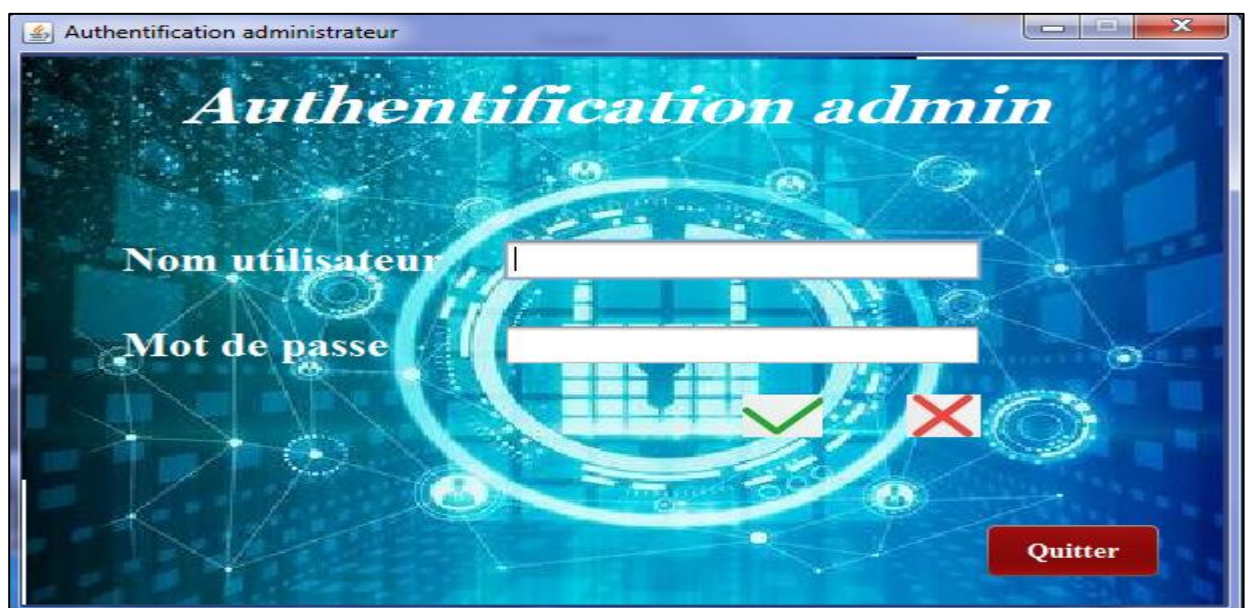 Authentification administrateur
Authentification admin
Nom utilisateur
Mot de passe
Quitter